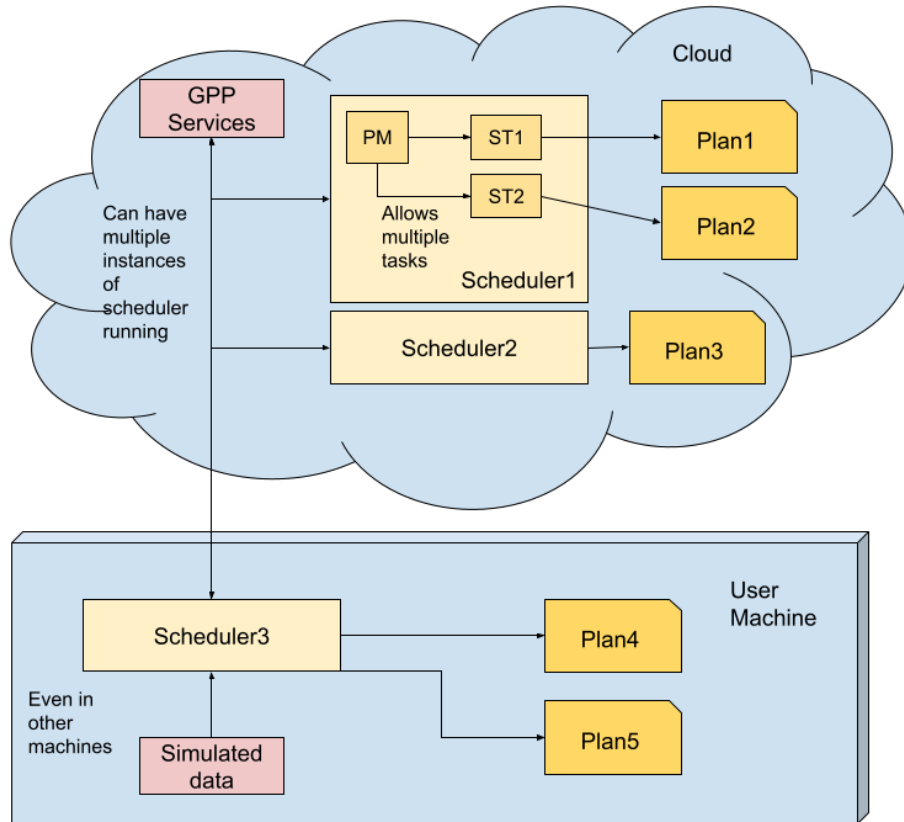 Cloud
GPP
Services
PM
ST1
Plan1
ST2
Plan2
Can have
multiple
instances
of
scheduler
running
Allows
multiple
tasks
Scheduler1
Scheduler2
Plan3
User
Machine
Scheduler3
Plan4
Even in
other
machines
Plan5
Simulated
data